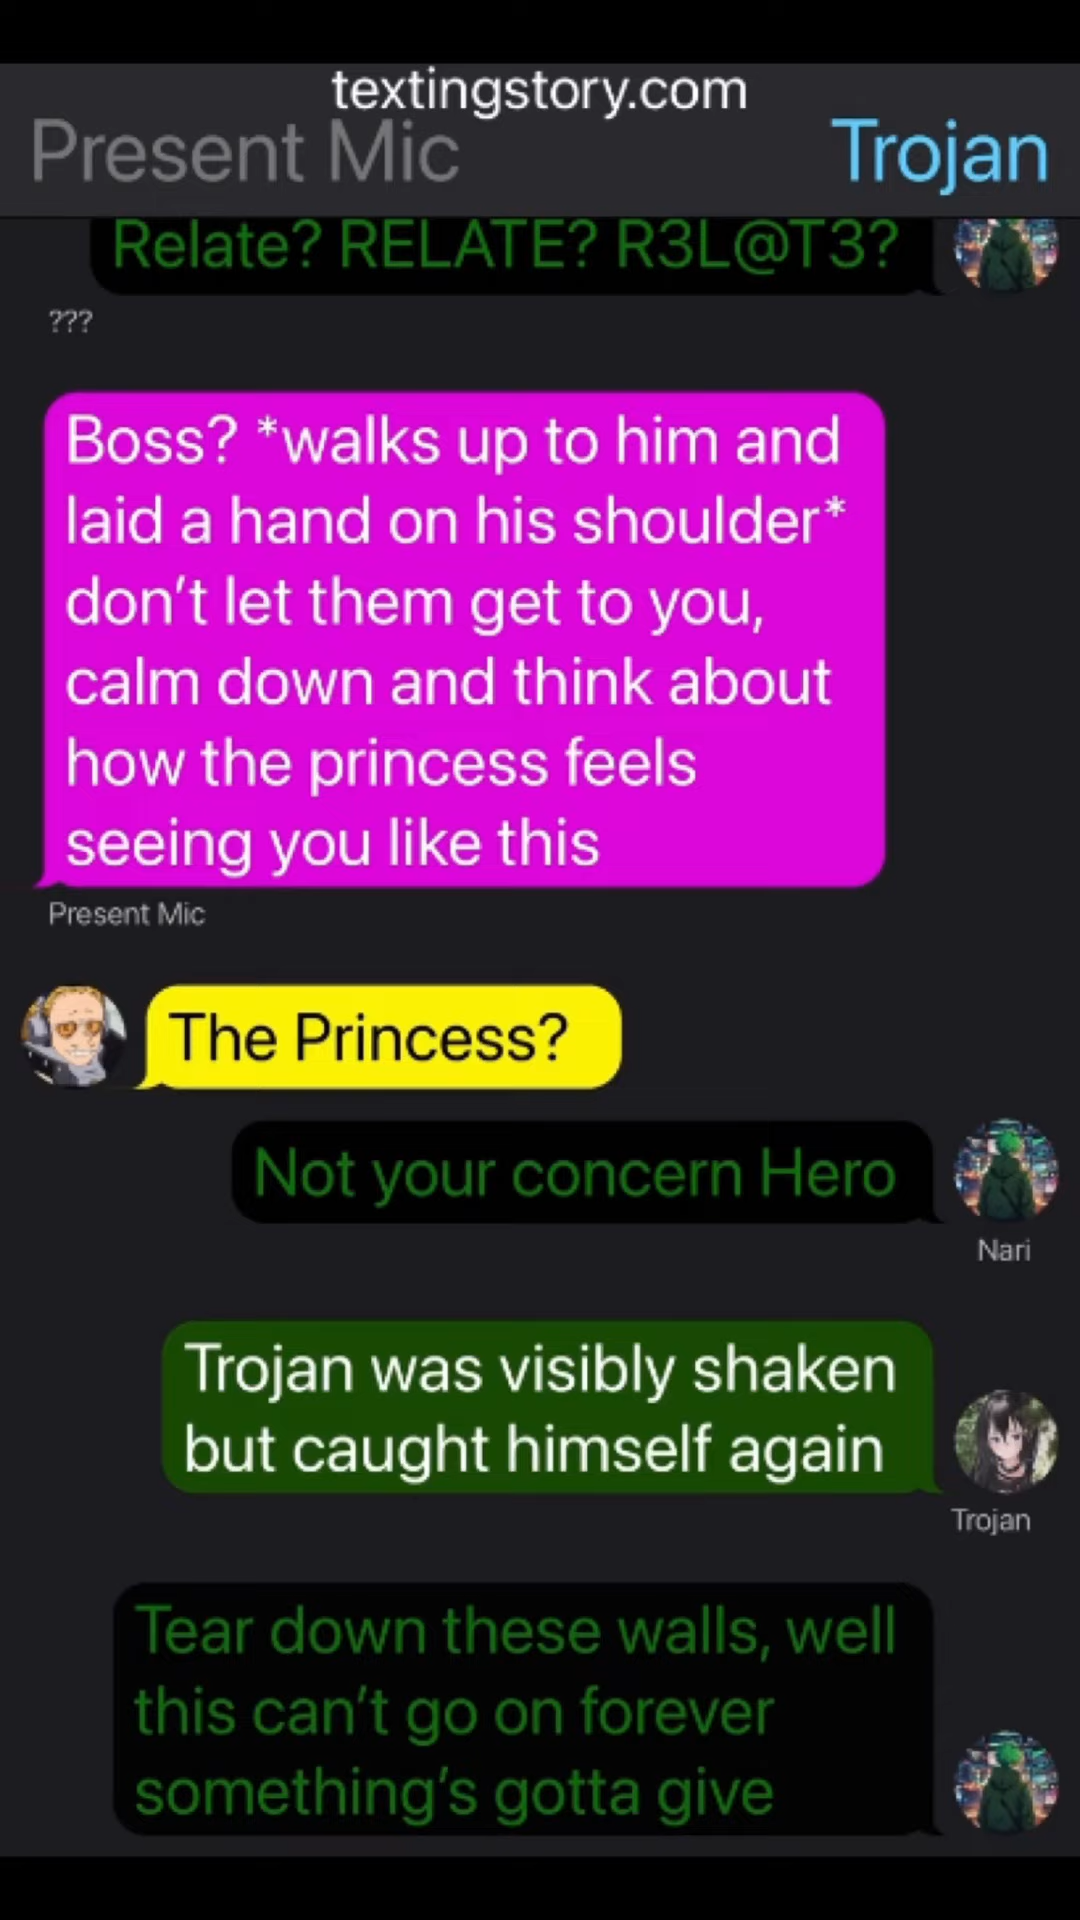 textingstory.com
Present Mic
Trojan
Relate? RELATE? R3L@T3?
???
Boss? *walks up to him and
laid a hand on his shoulder*
don't let them get to you,
calm down and think about
how the princess feels
seeing you like this
Present Mic
The Princess?
Not your concern Hero
Nari
Trojan was visibly shaken
but caught himself again
Trojan
Tear down these walls, well
this can't go on forever
something's gotta give